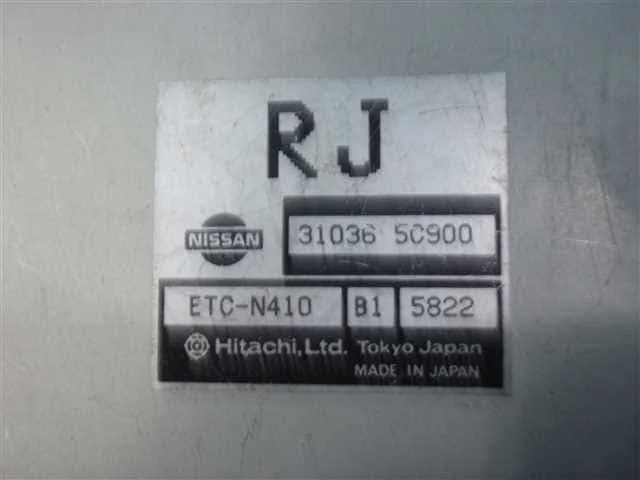 RJ
NISSAN
31036 5C900
ETC-N410 B1 5822
Hitachi, Ltd. Tokyo Japan
MADE IN JAPAN